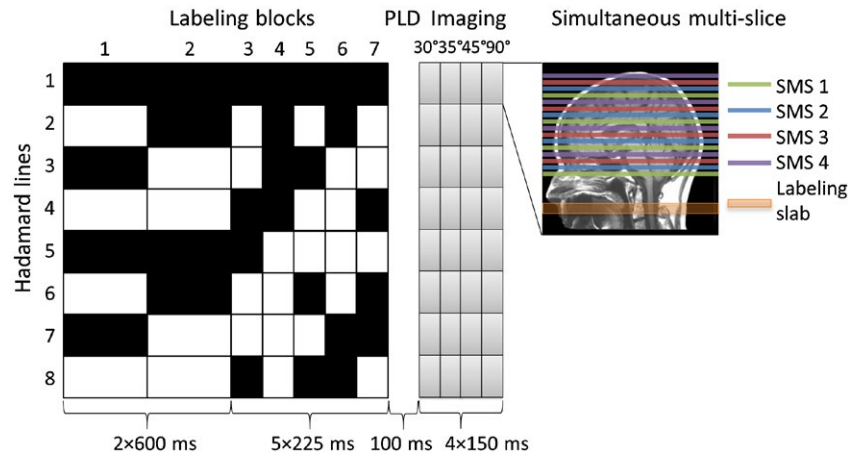 Labeling blocks PLD Imaging Simultaneous multi-slice
1 2 3 4 5 6 7 30° 35° 45° 90°
Hadamard lines
1
2
3
4
5
6
7
8
SMS 1
SMS 2
SMS 3
SMS 4
Labeling
slab
2×600 ms 5×225 ms 100 ms 4×150 ms